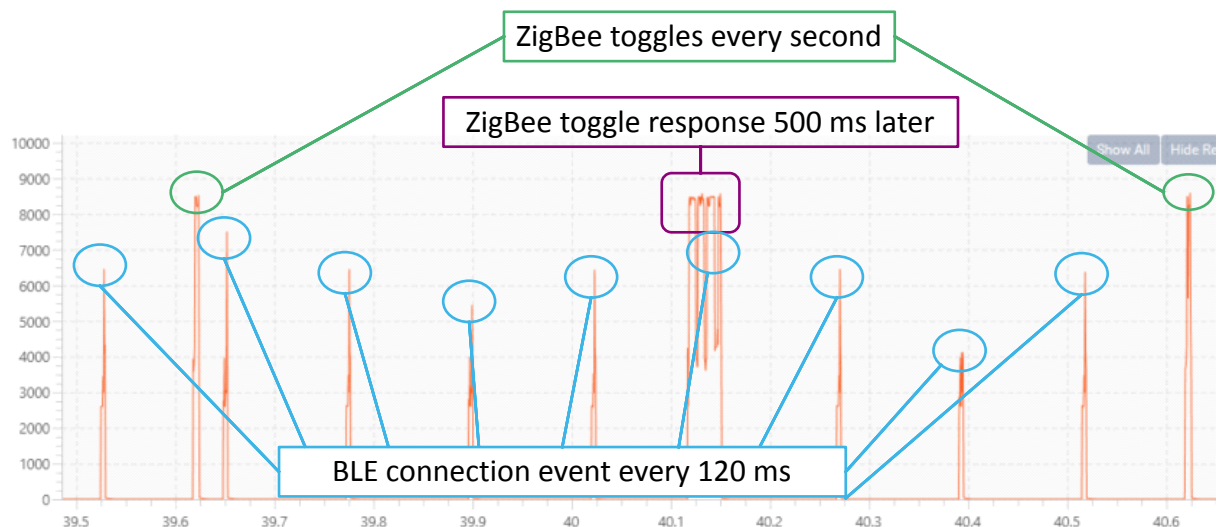 ZigBee toggles every second
ZigBee toggle response 500 ms later
Show All
Hide Re
10000
9000
8000
7000
6000
5000
4000
3000
2000
1000
0
BLE connection event every 120 ms
39.5 39.6 39.7 39.8 39.9 40 40.1 40.2 40.3 40.4 40.5 40.6